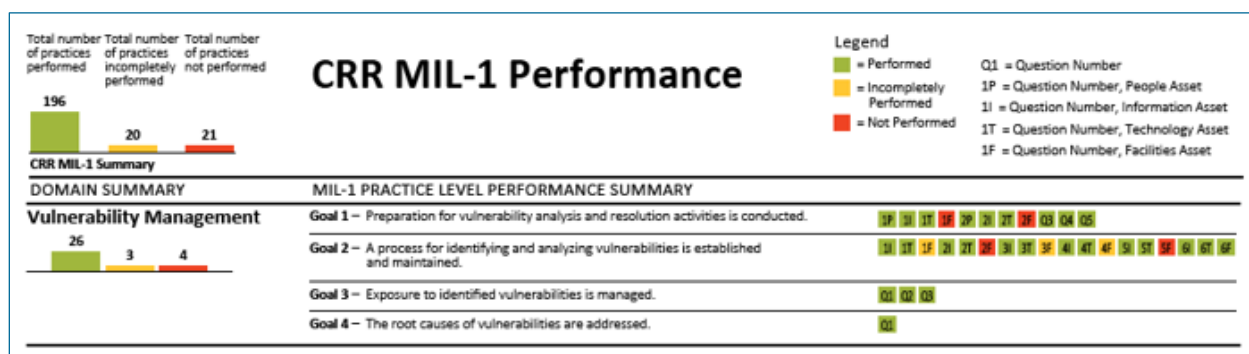 Total number of practices performed
Total number of practices incompletely performed
Total number of practices not performed
196
20
21
CRR MIL-1 Summary
CRR MIL-1 Performance
Legend
= Performed
= Incompletely
Performed
= Not Performed
Q1 = Question Number
1P = Question Number, People Asset
1I = Question Number, Information Asset
1T = Question Number, Technology Asset
1F = Question Number, Facilities Asset
DOMAIN SUMMARY
MIL-1 PRACTICE LEVEL PERFORMANCE SUMMARY
Vulnerability Management
26
3
4
Goal 1 – Preparation for vulnerability analysis and resolution activities is conducted.
1P 1I 1T 1F 2P 2I 2T 2F Q3 Q4 Q5
Goal 2 – A process for identifying and analyzing vulnerabilities is established
and maintained.
1I 1T 1F 2I 2T 2F 3I 3T 3F 4I 4T 4F 5I 5T 5F 6I 6T 6F
Goal 3 – Exposure to identified vulnerabilities is managed.
Q1 Q2 Q3
Goal 4 – The root causes of vulnerabilities are addressed.
Q1